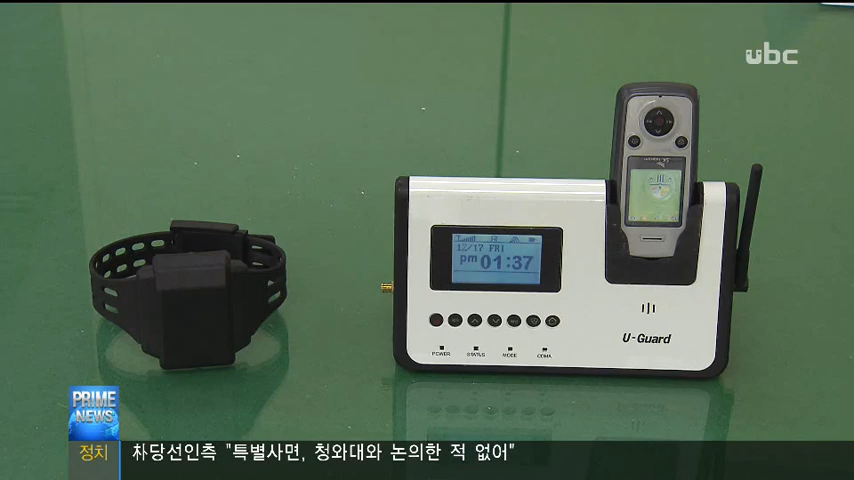 ubc
12/17 FRI
pm 01:37
U-Guard
POWER
STATUS
MODE
CDMA
PRIME
NEWS
정치
朴당선인측 "특별사면, 청와대와 논의한 적 없어"